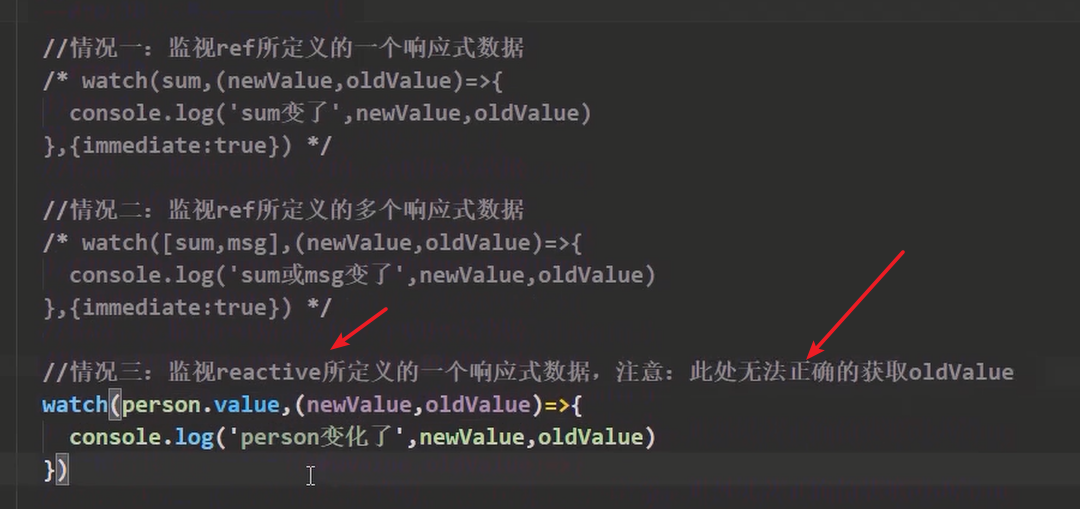 //情况一：监视ref所定义的一个响应式数据
/* watch(sum,(newValue,oldValue)=>{
console.log('sum变了',newValue,oldValue)
},{immediate:true}) */
//情况二：监视ref所定义的多个响应式数据
/* watch([sum,msg],(newValue,oldValue)=>{
console.log('sum或msg变了',newValue,oldValue)
},{immediate:true}) */
//情况三：监视reactive所定义的一个响应式数据，注意：此处无法正确的获取oldValue
watch(person.value,(newValue,oldValue)=>{
console.log('person变化了',newValue,oldValue)
})